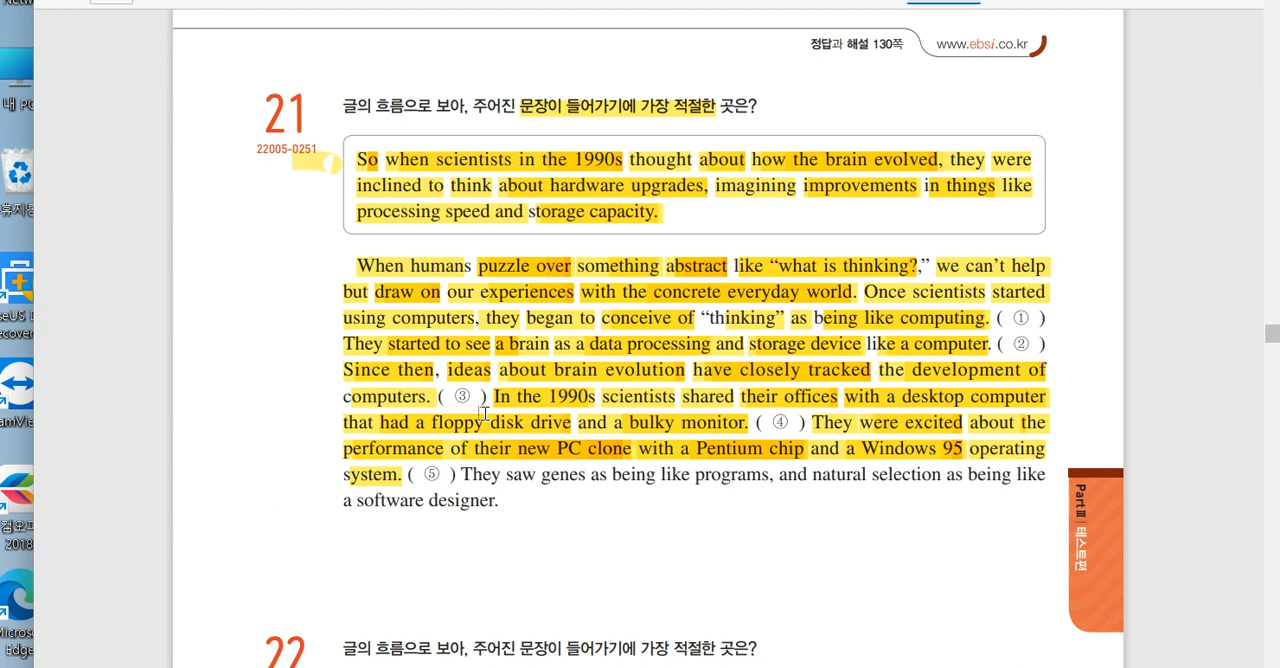 내 PC
정답과 해설 130쪽
www.ebsi.co.kr
21
글의 흐름으로 보아, 주어진 문장이 들어가기에 가장 적절한 곳은?
22005-0251
So when scientists in the 1990s thought about how the brain evolved, they were
inclined to think about hardware upgrades, imagining improvements in things like
processing speed and storage capacity.
When humans puzzle over something abstract like “what is thinking?,” we can’t help
but draw on our experiences with the concrete everyday world. Once scientists started
using computers, they began to conceive of “thinking” as being like computing. ( ① )
They started to see a brain as a data processing and storage device like a computer. ( ② )
Since then, ideas about brain evolution have closely tracked the development of
computers. ( ③ ) In the 1990s scientists shared their offices with a desktop computer
that had a floppy disk drive and a bulky monitor. ( ④ ) They were excited about the
performance of their new PC clone with a Pentium chip and a Windows 95 operating
system. ( ⑤ ) They saw genes as being like programs, and natural selection as being like
a software designer.
Part Ⅲ | 테스트편
2018
Edge
22
글의 흐름으로 보아, 주어진 문장이 들어가기에 가장 적절한 곳은?